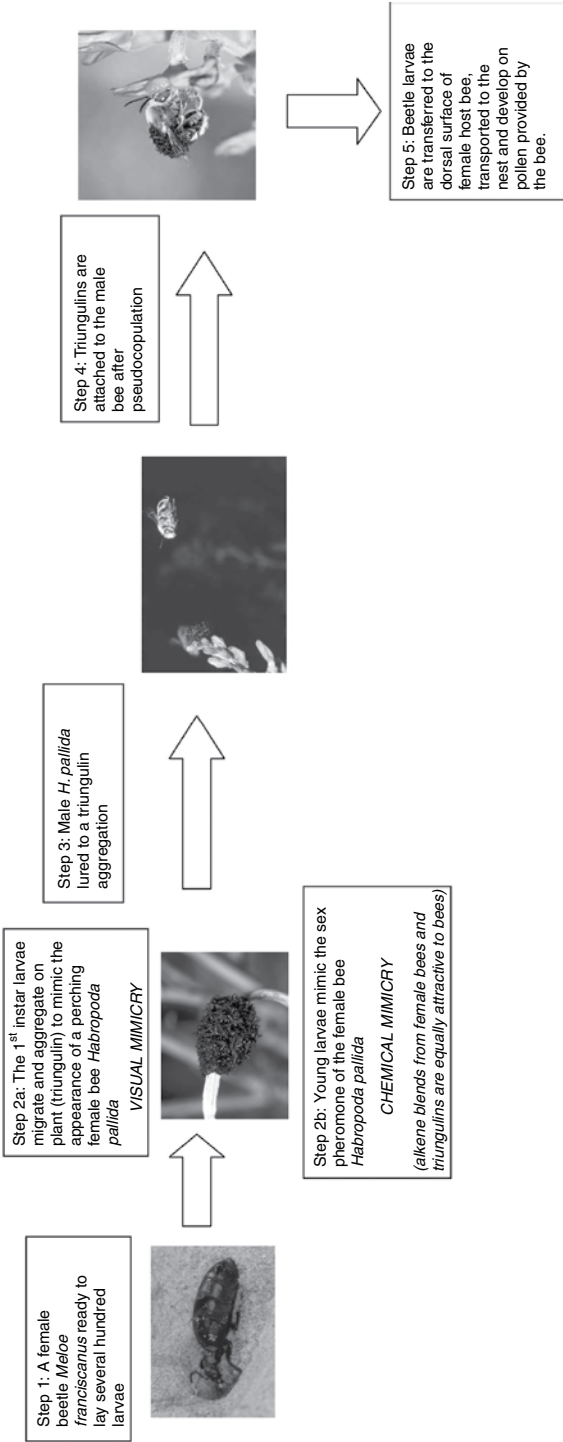 Step 1: A female
beetle Meloe
franciscanus ready to
lay several hundred
larvae
Step 2a: The 1st instar larvae
migrate and aggregate on
plant (triungulin) to mimic the
appearance of a perching
female bee Habropoda
pallida
VISUAL MIMICRY
Step 2b: Young larvae mimic the sex
pheromone of the female bee
Habropoda pallida
CHEMICAL MIMICRY
(alkene blends from female bees and
triungulins are equally attractive to bees)
Step 3: Male H. pallida
lured to a triungulin
aggregation
Step 4: Triungulins are
attached to the male
bee after
pseudocopulation
Step 5: Beetle larvae
are transferred to the
dorsal surface of
female host bee,
transported to the
nest and develop on
pollen provided by
the bee.